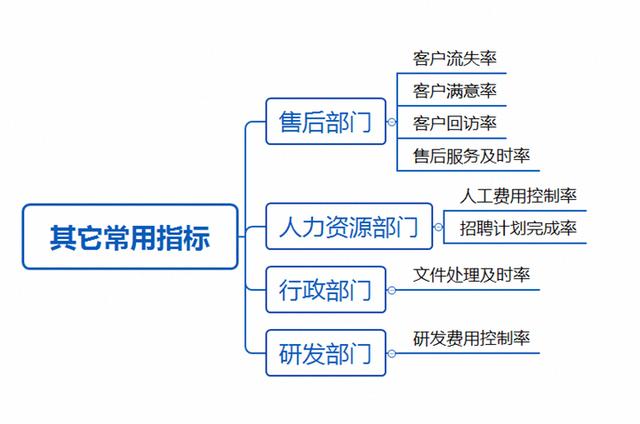 其它常用指标
售后部门
客户流失率
客户满意率
客户回访率
售后服务及时率
人力资源部门
人工费用控制率
招聘计划完成率
行政部门
文件处理及时率
研发部门
研发费用控制率